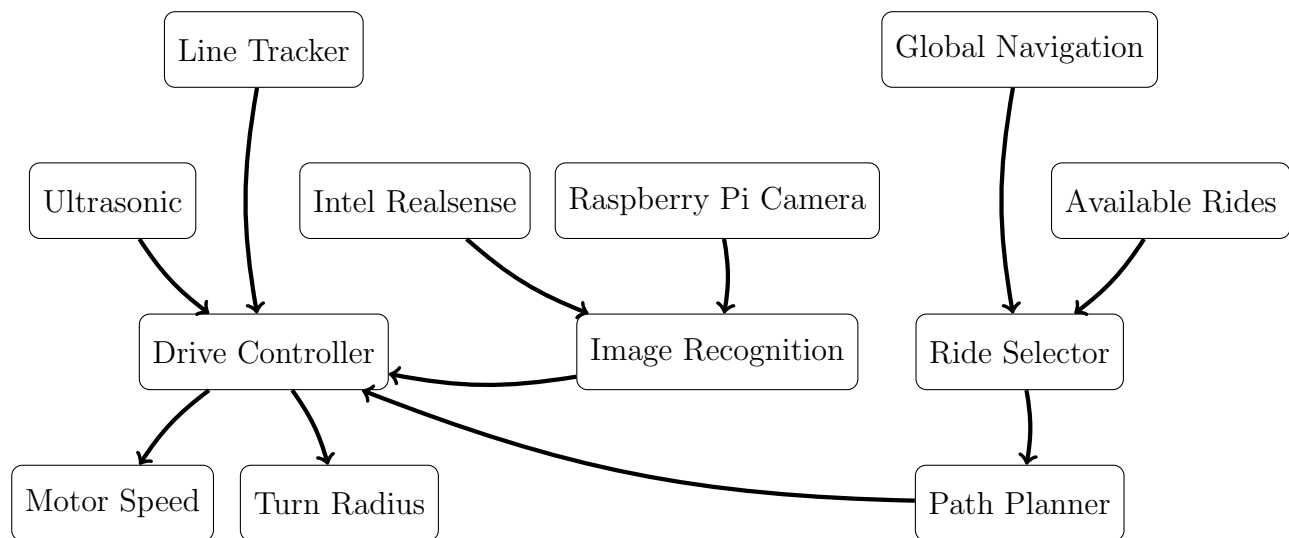 Line Tracker
Global Navigation
Ultrasonic
Intel Realsense
Raspberry Pi Camera
Available Rides
Drive Controller
Image Recognition
Ride Selector
Motor Speed
Turn Radius
Path Planner